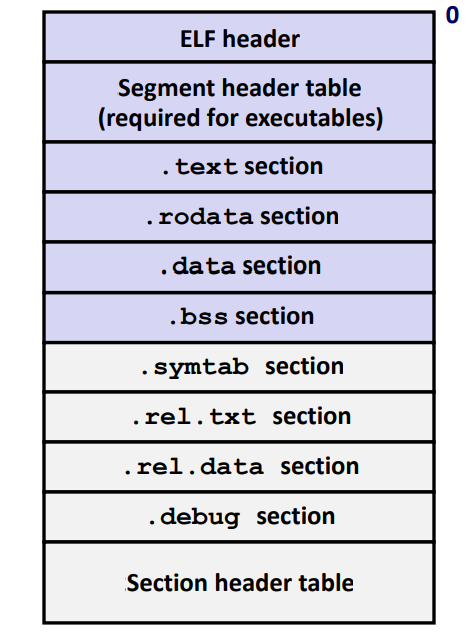 0
ELF header
Segment header table
(required for executables)
.text section
.rodata section
.data section
.bss section
.symtab section
.rel.txt section
.rel.data section
.debug section
Section header table